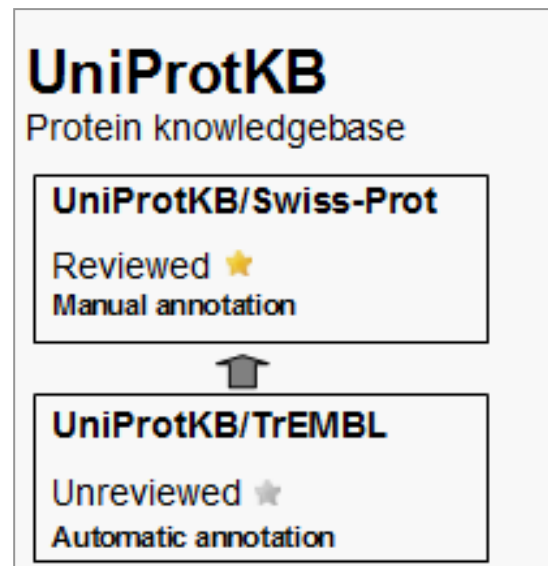 UniProtKB
Protein knowledgebase
UniProtKB/Swiss-Prot
Reviewed
Manual annotation
UniProtKB/TrEMBL
Unreviewed
Automatic annotation